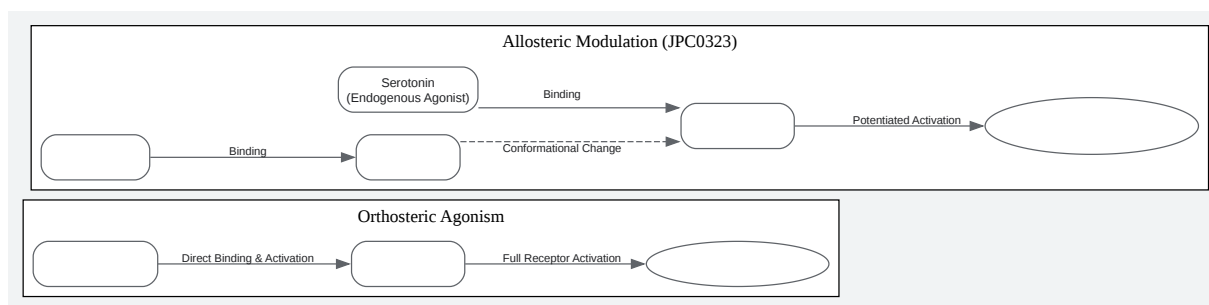 Allosteric Modulation (JPC0323)
Serotonin
(Endogenous Agonist)
Binding
Potentiated Activation
Binding
Conformational Change
Orthosteric Agonism
Direct Binding & Activation
Full Receptor Activation